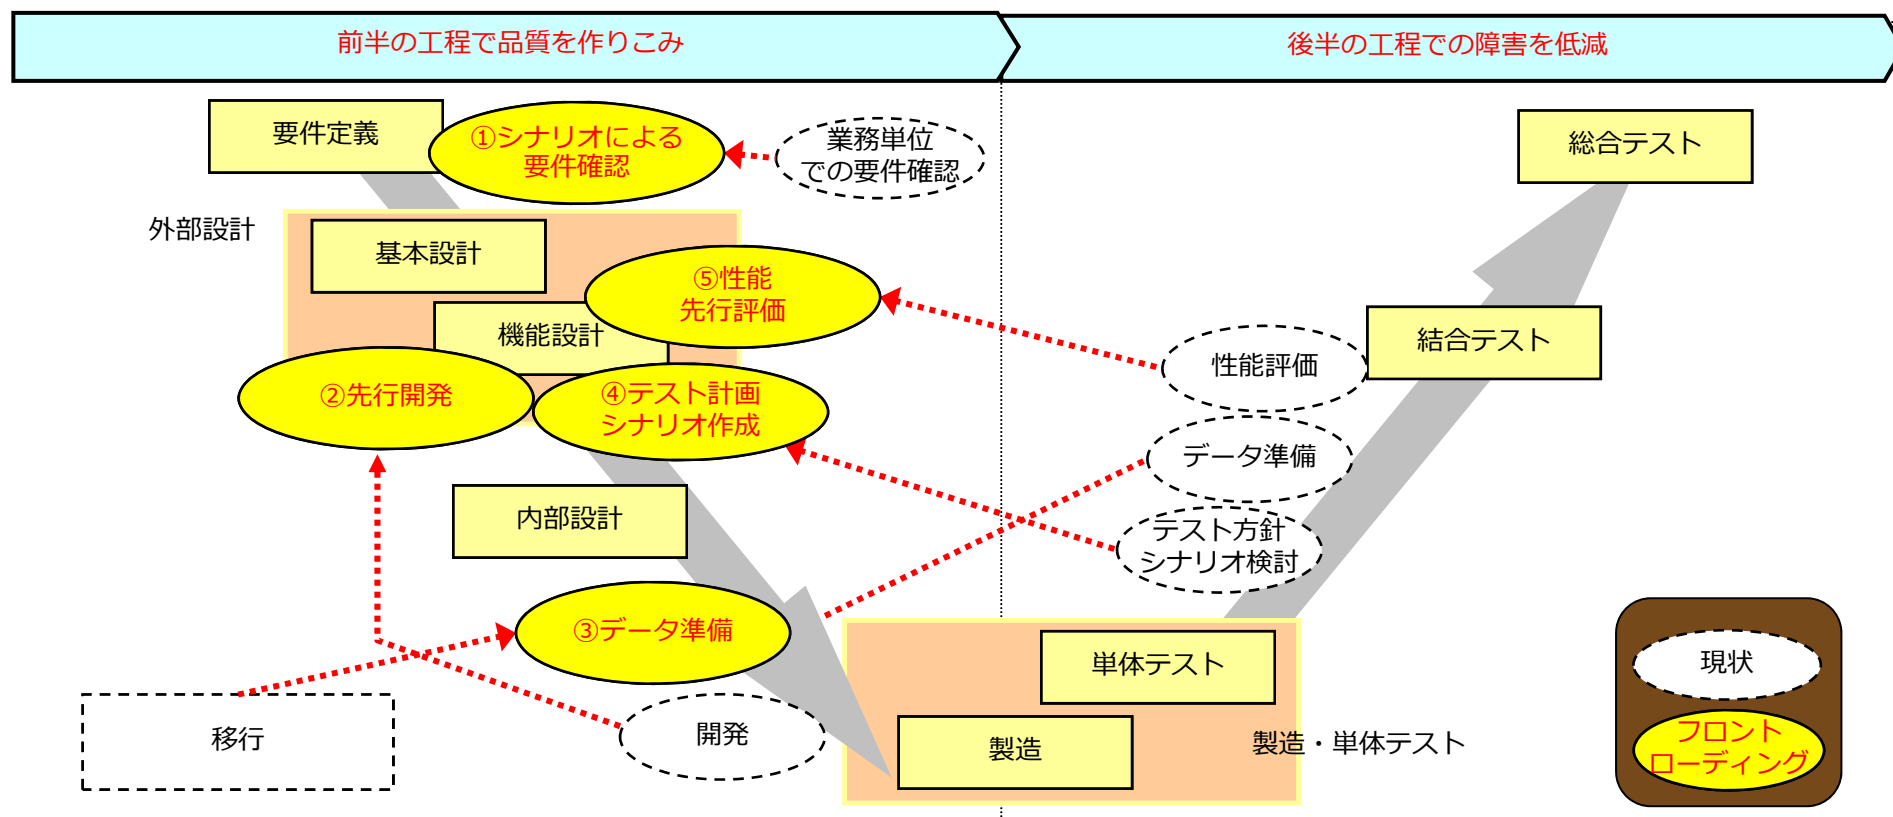 前半の工程で品質を作りこみ
後半の工程での障害を低減
要件定義
①シナリオによる
要件確認
業務単位
での要件確認
総合テスト
外部設計
基本設計
⑤性能
先行評価
機能設計
性能評価
結合テスト
②先行開発
④テスト計画
シナリオ作成
データ準備
内部設計
テスト方針
シナリオ検討
③データ準備
単体テスト
現状
移行
開発
製造
製造・単体テスト
フロント
ローディング